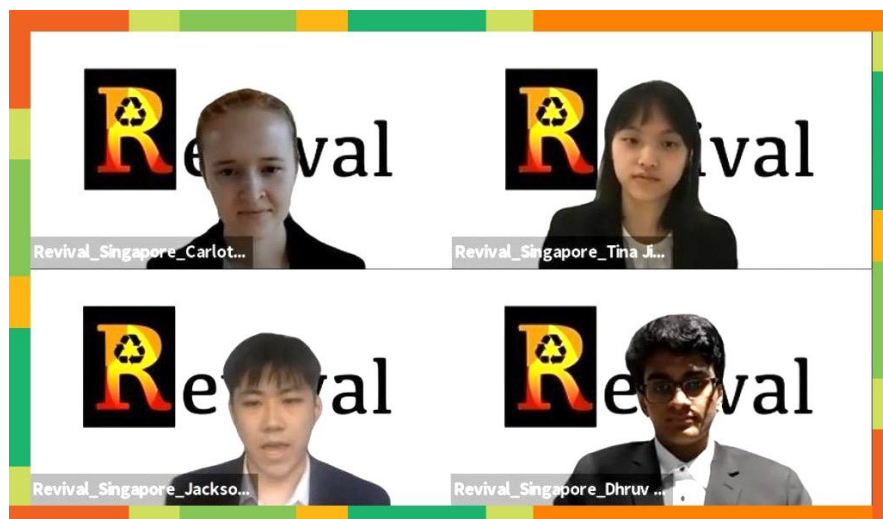 Revival
Revival
Revival_Singapore_Carlot...
Revival_Singapore_Tina Ji...
Revival
Revival
Revival_Singapore_Jackso...
Revival_Singapore_Dhruv ...